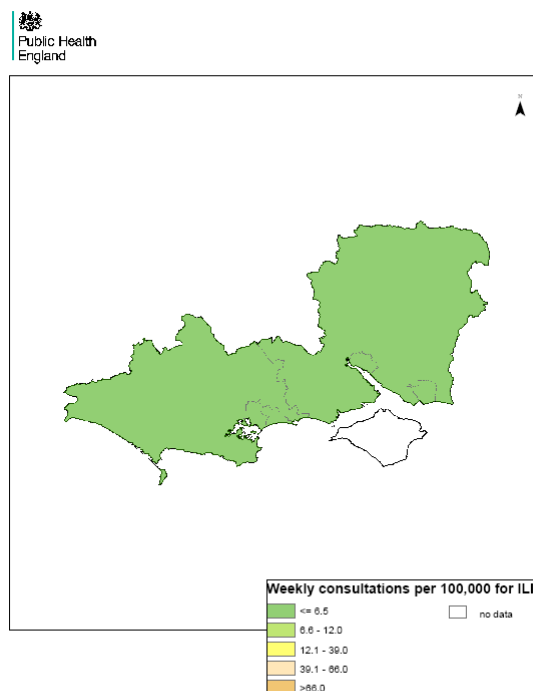 Public Health
England
N
Weekly consultations per 100,000 for ILI
<= 6.5
no data
6.6 - 12.0
12.1 - 39.0
39.1 - 66.0
>66.0